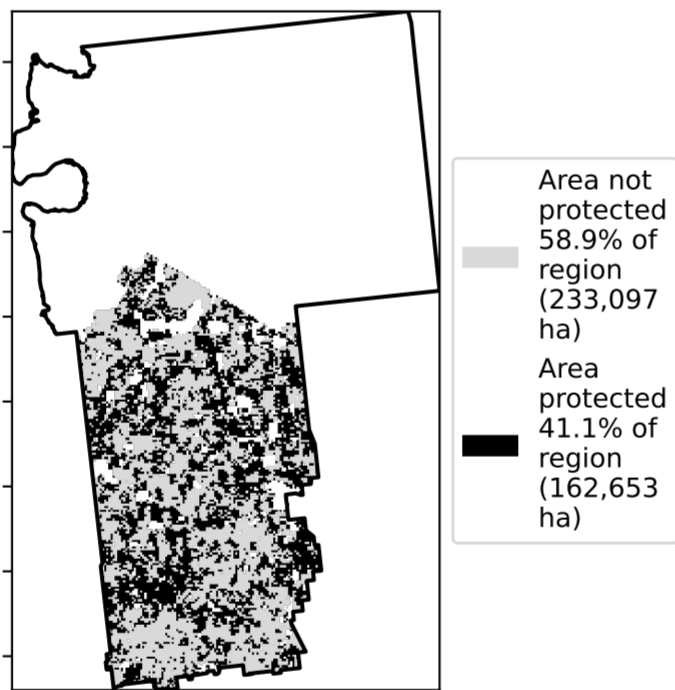 Area not
protected
58.9% of
region
(233,097
ha)
Area
protected
41.1% of
region
(162,653
ha)